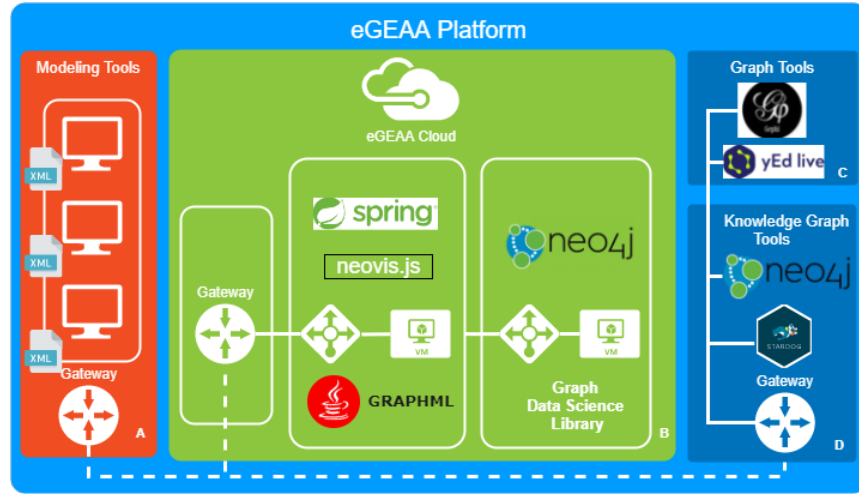 eGEAA Platform
Modeling Tools
XML
XML
XML
Gateway
A
eGEAA Cloud
Gateway
spring
neovis.js
VM
GRAPHML
neo4j
VM
Graph
Data Science
Library
B
Graph Tools
Gephi
yEd live
C
Knowledge Graph
Tools
neo4j
STARDOG
Gateway
D